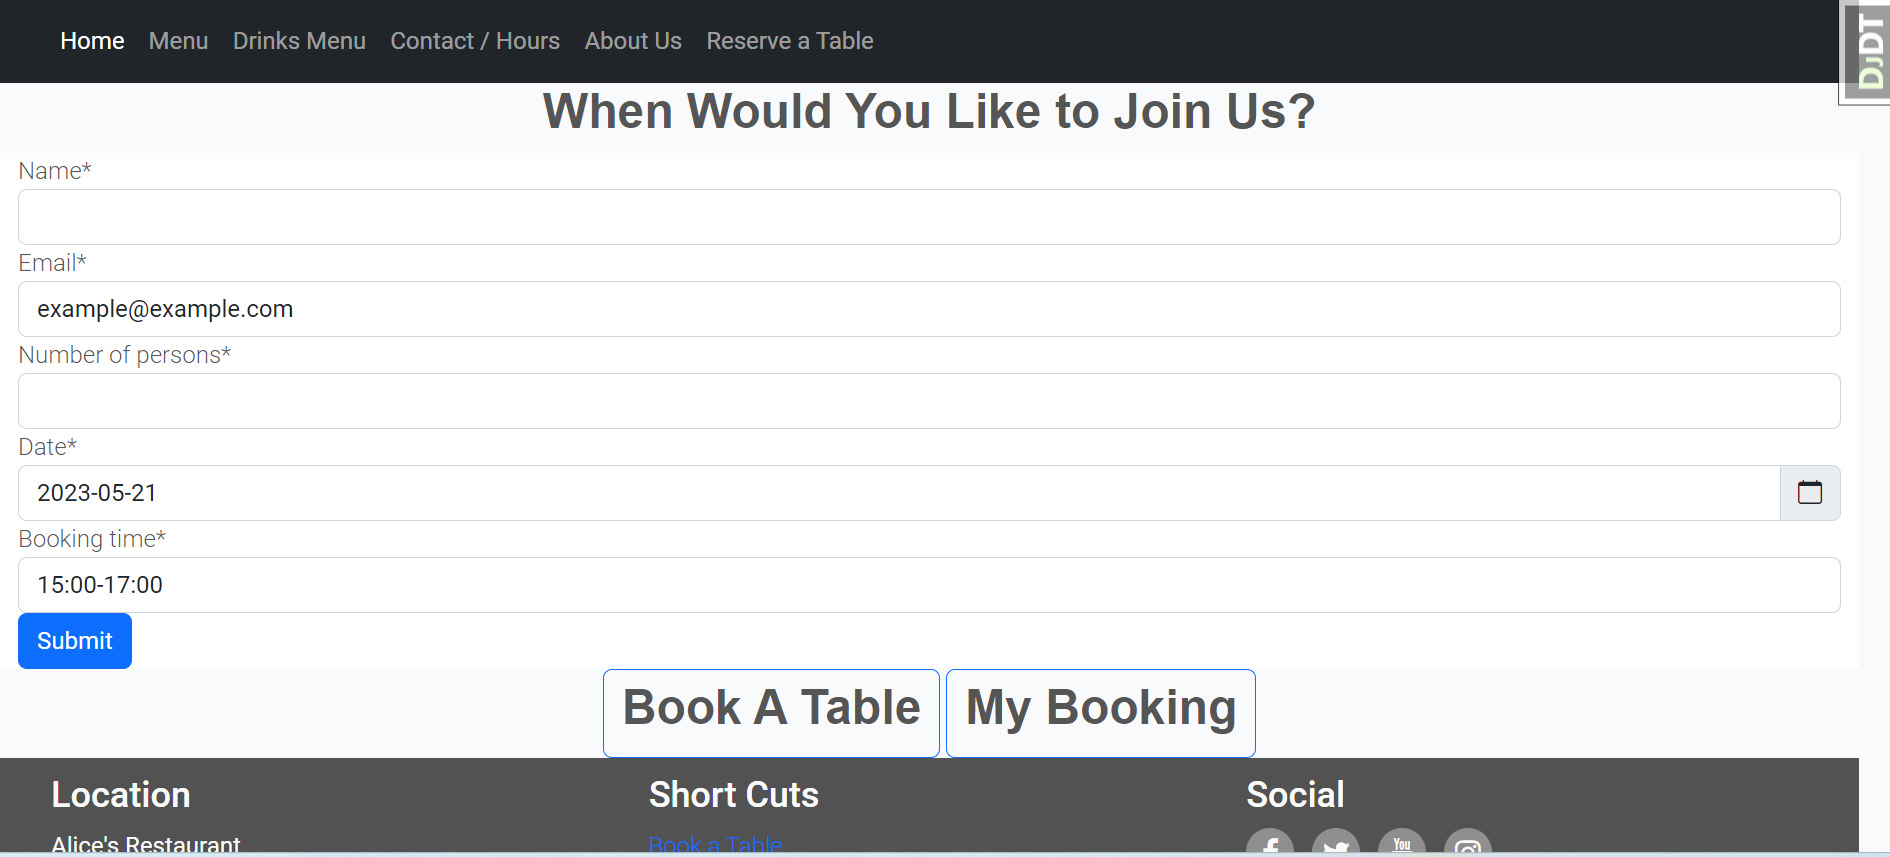 Home Menu Drinks Menu Contact / Hours About Us Reserve a Table
DjDT
When Would You Like to Join Us?
Name*
Email*
example@example.com
Number of persons*
Date*
2023-05-21
Booking time*
15:00-17:00
Submit
Book A Table My Booking
Location Short Cuts Social
Alice's Restaurant Book a Table You